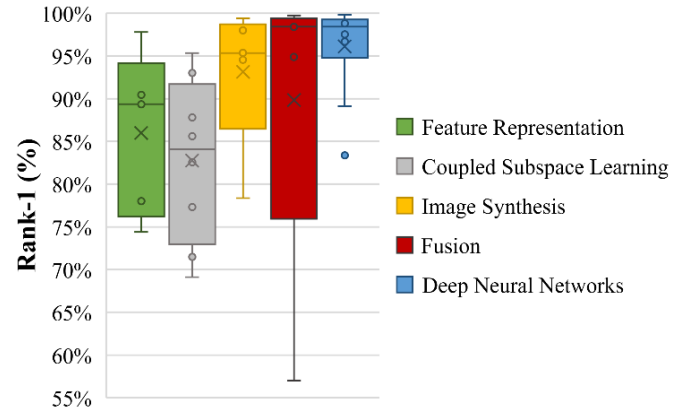 Rank-1 (%)
100%
95%
90%
85%
80%
75%
70%
65%
60%
55%
Feature Representation
Coupled Subspace Learning
Image Synthesis
Fusion
Deep Neural Networks